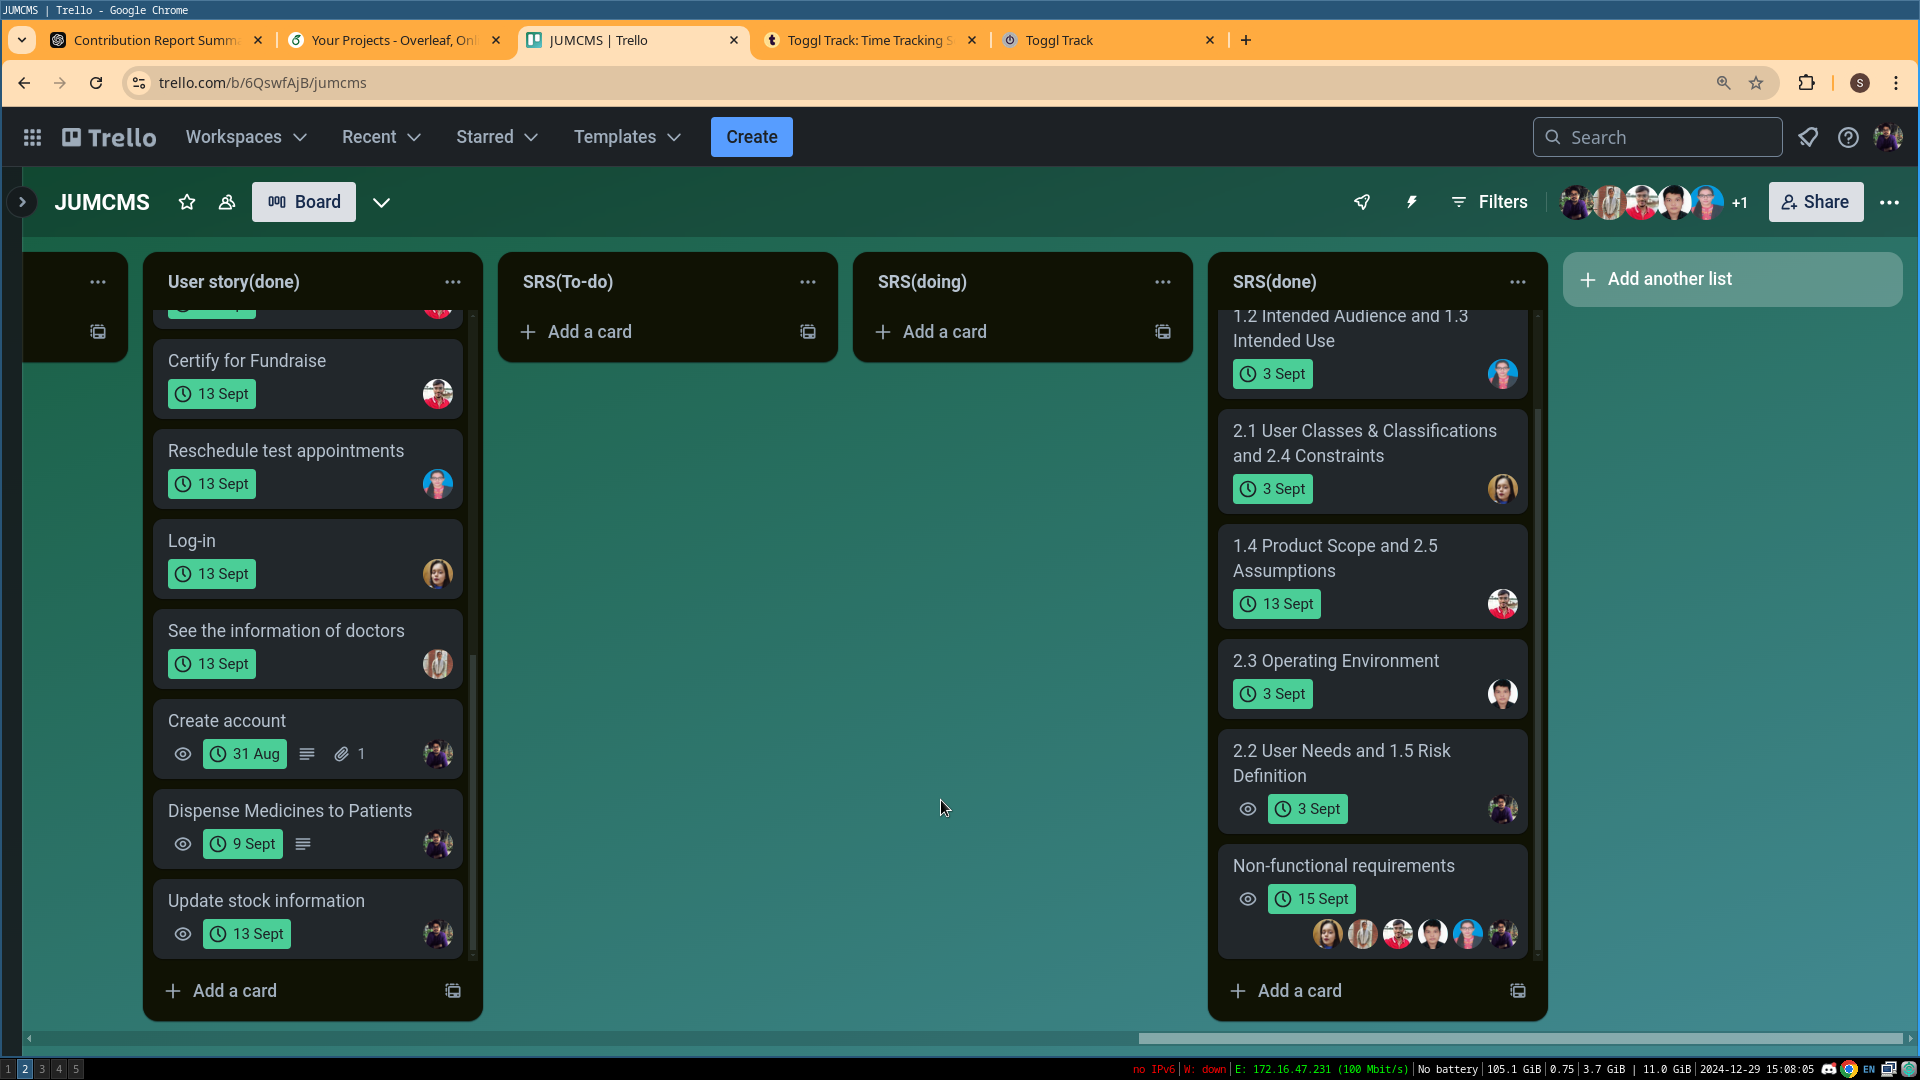 JUMCMS | Trello - Google Chrome
Contribution Report Summ
Your Projects - Overleaf, Onl
JUMCMS | Trello
Toggl Track: Time Tracking S
Toggl Track
trello.com/b/6QswfAjB/jumcms
S
Trello
Workspaces
Recent
Starred
Templates
Create
Search
JUMCMS
Board
Filters
+1
Share
User story(done)
Certify for Fundraise
13 Sept
Reschedule test appointments
13 Sept
Log-in
13 Sept
See the information of doctors
13 Sept
Create account
31 Aug
1
Dispense Medicines to Patients
9 Sept
Update stock information
13 Sept
Add a card
SRS(To-do)
Add a card
SRS(doing)
Add a card
SRS(done)
1.2 Intended Audience and 1.3
Intended Use
3 Sept
2.1 User Classes & Classifications
and 2.4 Constraints
3 Sept
1.4 Product Scope and 2.5
Assumptions
13 Sept
2.3 Operating Environment
3 Sept
2.2 User Needs and 1.5 Risk
Definition
3 Sept
Non-functional requirements
15 Sept
Add a card
Add another list
1 2 3 4 5
no IPv6 | W: down | E: 172.16.47.231 (100 Mbit/s) | No battery | 105.1 GiB | 0.75 | 3.7 GiB | 11.0 GiB | 2024-12-29 15:08:05
EN